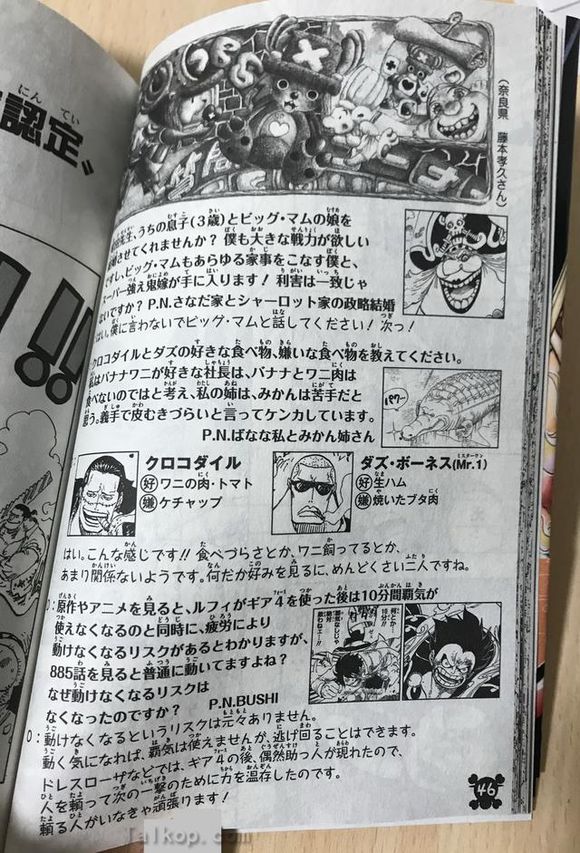 認定〟
にん てい
(奈良県 藤本孝久さん)
先生、うちの息子(3歳)とビッグ・マムの娘を
させてくれませんか？僕も大きな戦力が欲しい
ですし、ビッグ・マムもあらゆる家事をこなす僕と、
スーパー強え鬼嫁が手に入ります！利害は一致じゃ
ないですか？ P.N.さなだ家とシャーロット家の政略結婚
はい。僕に言わないでビッグ・マムと話してください！次っ！
クロコダイルとダズの好きな食べ物、嫌いな食べ物を教えてください。
私はバナナワニが好きな社長は、バナナとワニ肉は
食べないのではと考え、私の姉は、みかんは苦手だと
思う。義手で皮むきづらいと言ってケンカしています。
P.N.ばなな私とみかん姉さん
クロコダイル
好 ワニの肉・トマト
嫌 ケチャップ
ダズ・ボーネス(Mr.1)
ミスターワン
好 生ハム
嫌 焼いたブタ肉
はい。こんな感じです!! 食べづらさとか、ワニ飼ってるとか、
あまり関係ないようです。何だか好みを見るに、めんどくさい二人ですね。
D:原作やアニメを見ると、ルフィがギア4を使った後は10分間覇気が
使えなくなるのと同時に、疲労により
動けなくなるリスクがあるとわかりますが、
885話を見ると普通に動いてますよね？
なぜ動けなくなるリスクは
なくなったのですか？ P.N.BUSHI
O:動けなくなるというリスクは元々ありません。
動く気になれば、覇気は使えませんが、逃げ回ることはできます。
ドレスローザなどでは、ギア4の後、偶然助っ人が現れたので、
人を頼って次の一撃のために力を温存したのです。
頼る人がいなきゃ頑張ります！
46
Talkop.com